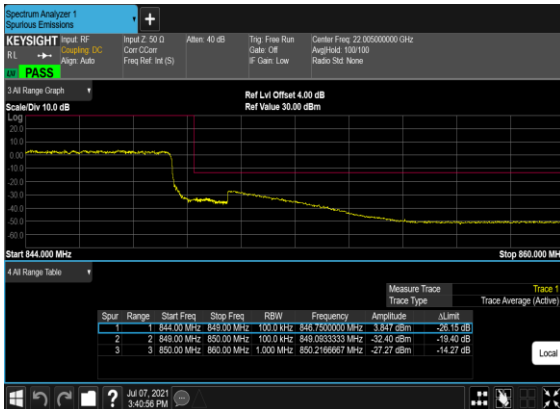 Spectrum Analyzer 1
Spurious Emissions
+
KEYSIGHT Input: RF Input Z: 50 Ω Atten: 40 dB Trig: Free Run Center Freq: 22.005000000 GHz
RL Coupling: DC Corr CCorr Gate: Off Avg|Hold: 100/100
Align: Auto Freq Ref: Int (S) IF Gain: Low Radio Std: None
PASS
3 All Range Graph
Ref Lvl Offset 4.00 dB
Scale/Div 10.0 dB Ref Value 30.00 dBm
Log
20.0
10.0
0.00
-10.0
-20.0
-30.0
-40.0
-50.0
-60.0
Start 844.000 MHz Stop 860.000 MH
4 All Range Table
Measure Trace Trace 1
Trace Type Trace Average (Active)
Spur Range Start Freq Stop Freq RBW Frequency Amplitude ΔLimit
1 1 844.00 MHz 849.00 MHz 100.0 kHz 846.7500000 MHz 3.847 dBm -26.15 dB
2 2 849.00 MHz 850.00 MHz 100.0 kHz 849.0933333 MHz -32.40 dBm -19.40 dB
3 3 850.00 MHz 860.00 MHz 1.000 MHz 850.2166667 MHz -27.27 dBm -14.27 dB
Local
? Jul 07, 2021
3:40:56 PM